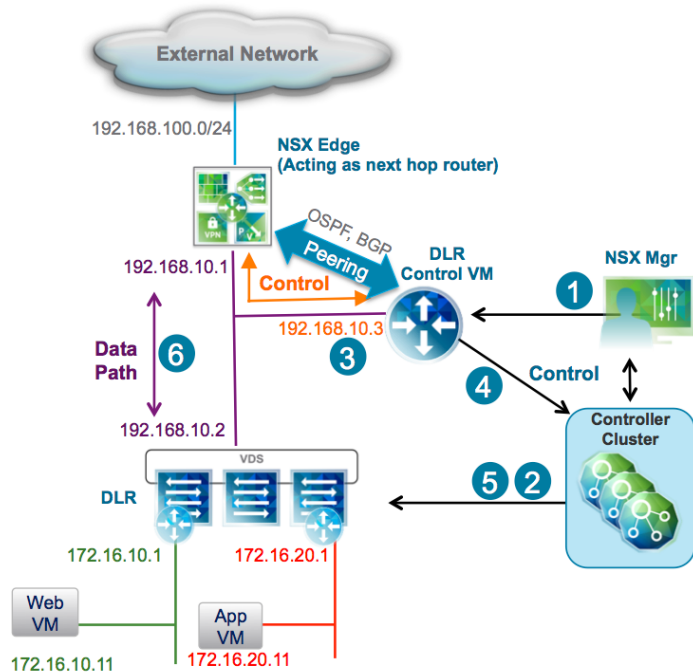 External Network
192.168.100.0/24
NSX Edge
(Acting as next hop router)
VPN
OSPF, BGP
Peering
DLR
Control VM
NSX Mgr
192.168.10.1
Control
1
192.168.10.3
Data
Path
6
3
4
Control
192.168.10.2
Controller
Cluster
VDS
DLR
5
2
172.16.10.1
172.16.20.1
Web
VM
App
VM
172.16.10.11
172.16.20.11